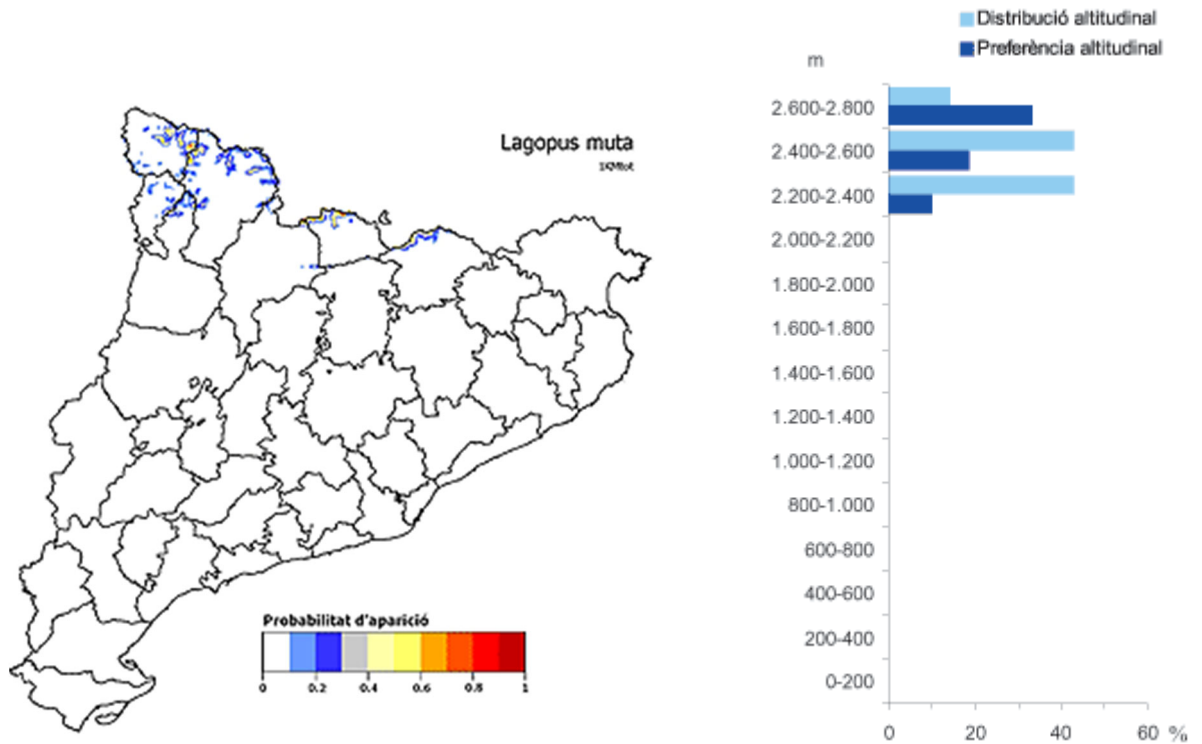 Distribució altitudinal
Preferència altitudinal
m
Lagopus muta
1KMtot
2.600-2.800
2.400-2.600
2.200-2.400
2.000-2.200
1.800-2.000
1.600-1.800
1.400-1.600
1.200-1.400
1.000-1.200
800-1.000
600-800
400-600
200-400
0-200
0 20 40 60 %
Probabilitat d'aparició
0 0.2 0.4 0.6 0.8 1